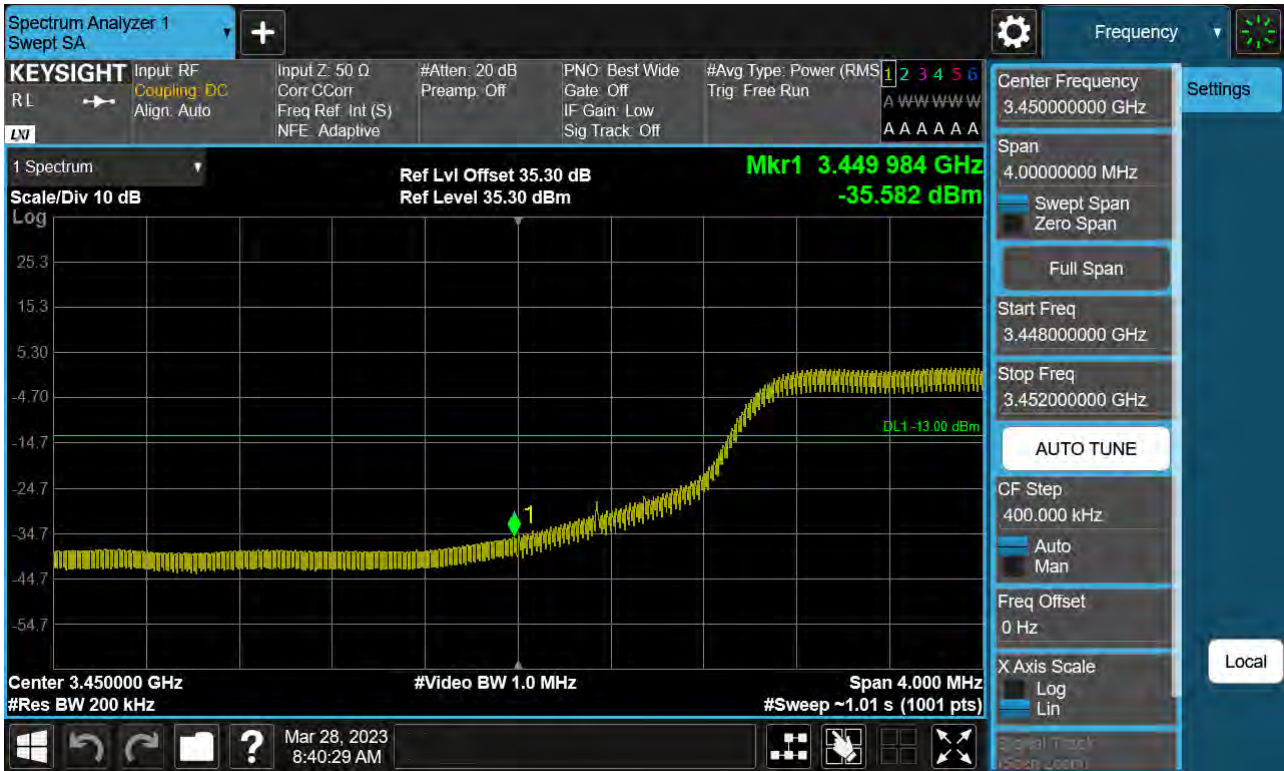 Spectrum Analyzer 1
Swept SA
Frequency
KEYSIGHT
RL
LXI
Input: RF
Coupling: DC
Align: Auto
Input Z: 50 Ω
Corr CCorr
Freq Ref: Int (S)
NFE: Adaptive
#Atten: 20 dB
Preamp: Off
PNO: Best Wide
Gate: Off
IF Gain: Low
Sig Track: Off
#Avg Type: Power (RMS
Trig: Free Run
1 2 3 4 5 6
A W W W W W
A A A A A A
1 Spectrum
Scale/Div 10 dB
Log
Ref Lvl Offset 35.30 dB
Ref Level 35.30 dBm
Mkr1 3.449 984 GHz
-35.582 dBm
25.3
15.3
5.30
-4.70
-14.7
-24.7
-34.7
-44.7
-54.7
DL1 -13.00 dBm
1
Center 3.450000 GHz
#Video BW 1.0 MHz
Span 4.000 MHz
#Res BW 200 kHz
#Sweep ~1.01 s (1001 pts)
Center Frequency
3.450000000 GHz
Settings
Span
4.00000000 MHz
Swept Span
Zero Span
Full Span
Start Freq
3.448000000 GHz
Stop Freq
3.452000000 GHz
AUTO TUNE
CF Step
400.000 kHz
Auto
Man
Freq Offset
0 Hz
X Axis Scale
Log
Lin
Local
Signal Track
(Span Zoom)
?
Mar 28, 2023
8:40:29 AM